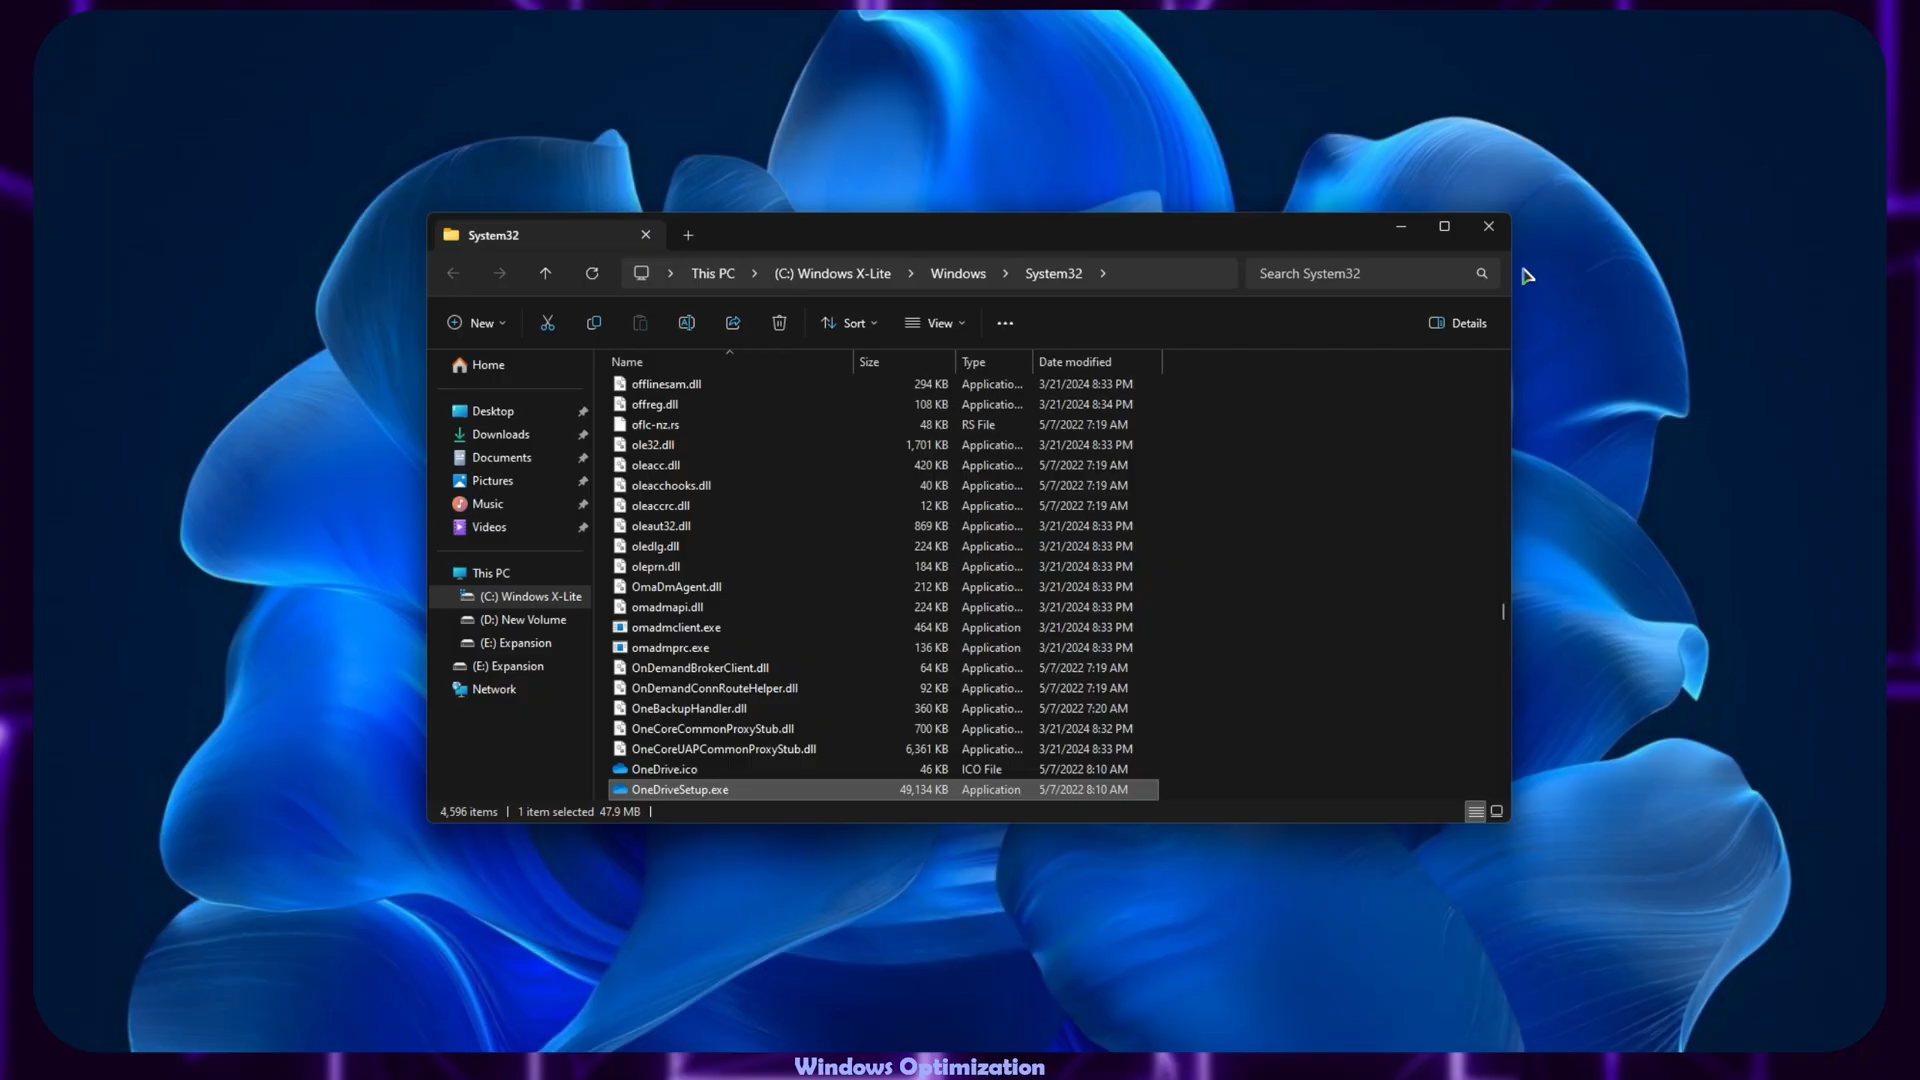 System32
This PC > (C:) Windows X-Lite > Windows > System32 >
Search System32
New
Sort
View
Details
Home
Desktop
Downloads
Documents
Pictures
Music
Videos
This PC
(C:) Windows X-Lite
(D:) New Volume
(E:) Expansion
(E:) Expansion
Network
Name Size Type Date modified
offlinesam.dll 294 KB Applicatio... 3/21/2024 8:33 PM
offreg.dll 108 KB Applicatio... 3/21/2024 8:34 PM
oflc-nz.rs 48 KB RS File 5/7/2022 7:19 AM
ole32.dll 1,701 KB Applicatio... 3/21/2024 8:33 PM
oleacc.dll 420 KB Applicatio... 5/7/2022 7:19 AM
oleacchooks.dll 40 KB Applicatio... 5/7/2022 7:19 AM
oleaccrc.dll 12 KB Applicatio... 5/7/2022 7:19 AM
oleaut32.dll 869 KB Applicatio... 3/21/2024 8:33 PM
oledlg.dll 224 KB Applicatio... 3/21/2024 8:33 PM
oleprn.dll 184 KB Applicatio... 3/21/2024 8:33 PM
OmaDmAgent.dll 212 KB Applicatio... 3/21/2024 8:33 PM
omadmapi.dll 224 KB Applicatio... 3/21/2024 8:33 PM
omadmclient.exe 464 KB Application 3/21/2024 8:33 PM
omadmprc.exe 136 KB Application 3/21/2024 8:33 PM
OnDemandBrokerClient.dll 64 KB Applicatio... 5/7/2022 7:19 AM
OnDemandConnRouteHelper.dll 92 KB Applicatio... 5/7/2022 7:19 AM
OneBackupHandler.dll 360 KB Applicatio... 5/7/2022 7:20 AM
OneCoreCommonProxyStub.dll 700 KB Applicatio... 3/21/2024 8:32 PM
OneCoreUAPCommonProxyStub.dll 6,361 KB Applicatio... 3/21/2024 8:33 PM
OneDrive.ico 46 KB ICO File 5/7/2022 8:10 AM
OneDriveSetup.exe 49,134 KB Application 5/7/2022 8:10 AM
4,596 items | 1 item selected 47.9 MB |
Windows Optimization